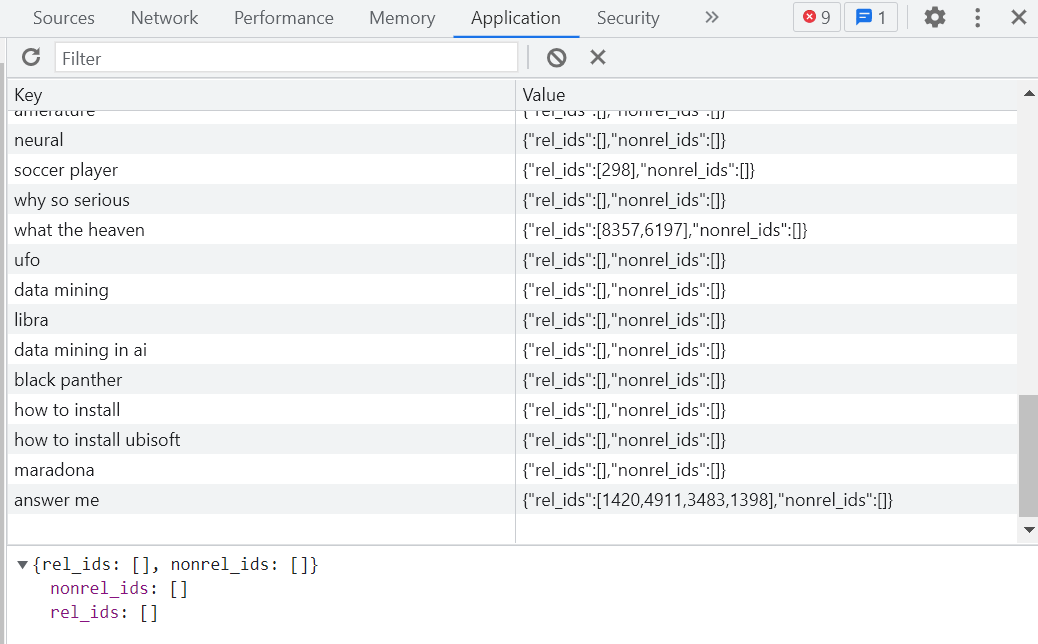 Sources Network Performance Memory Application Security » 9 1
Filter
Key Value
amerature {"rel_ids":[],"nonrel_ids":[]}
neural {"rel_ids":[],"nonrel_ids":[]}
soccer player {"rel_ids":[298],"nonrel_ids":[]}
why so serious {"rel_ids":[],"nonrel_ids":[]}
what the heaven {"rel_ids":[8357,6197],"nonrel_ids":[]}
ufo {"rel_ids":[],"nonrel_ids":[]}
data mining {"rel_ids":[],"nonrel_ids":[]}
libra {"rel_ids":[],"nonrel_ids":[]}
data mining in ai {"rel_ids":[],"nonrel_ids":[]}
black panther {"rel_ids":[],"nonrel_ids":[]}
how to install {"rel_ids":[],"nonrel_ids":[]}
how to install ubisoft {"rel_ids":[],"nonrel_ids":[]}
maradona {"rel_ids":[],"nonrel_ids":[]}
answer me {"rel_ids":[1420,4911,3483,1398],"nonrel_ids":[]}
▼{rel_ids: [], nonrel_ids: []}
nonrel_ids: []
rel_ids: []